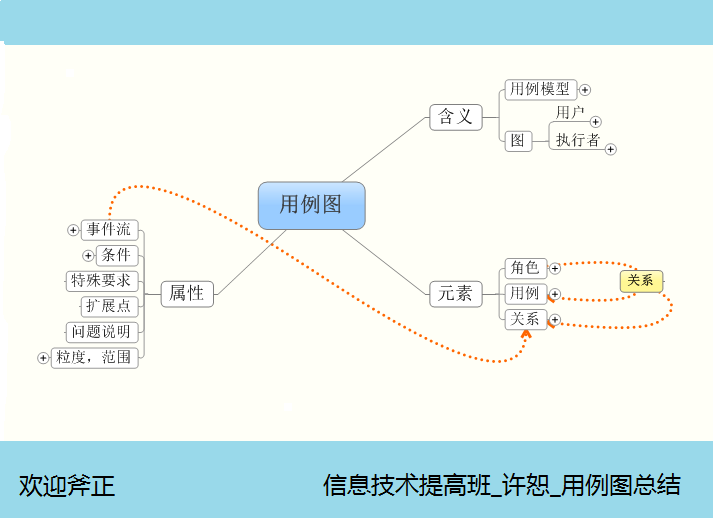 用例图
含义
用例模型
图
用户
执行者
元素
角色
用例
关系
关系
属性
事件流
条件
特殊要求
扩展点
问题说明
粒度，范围
欢迎斧正
信息技术提高班_许恕_用例图总结